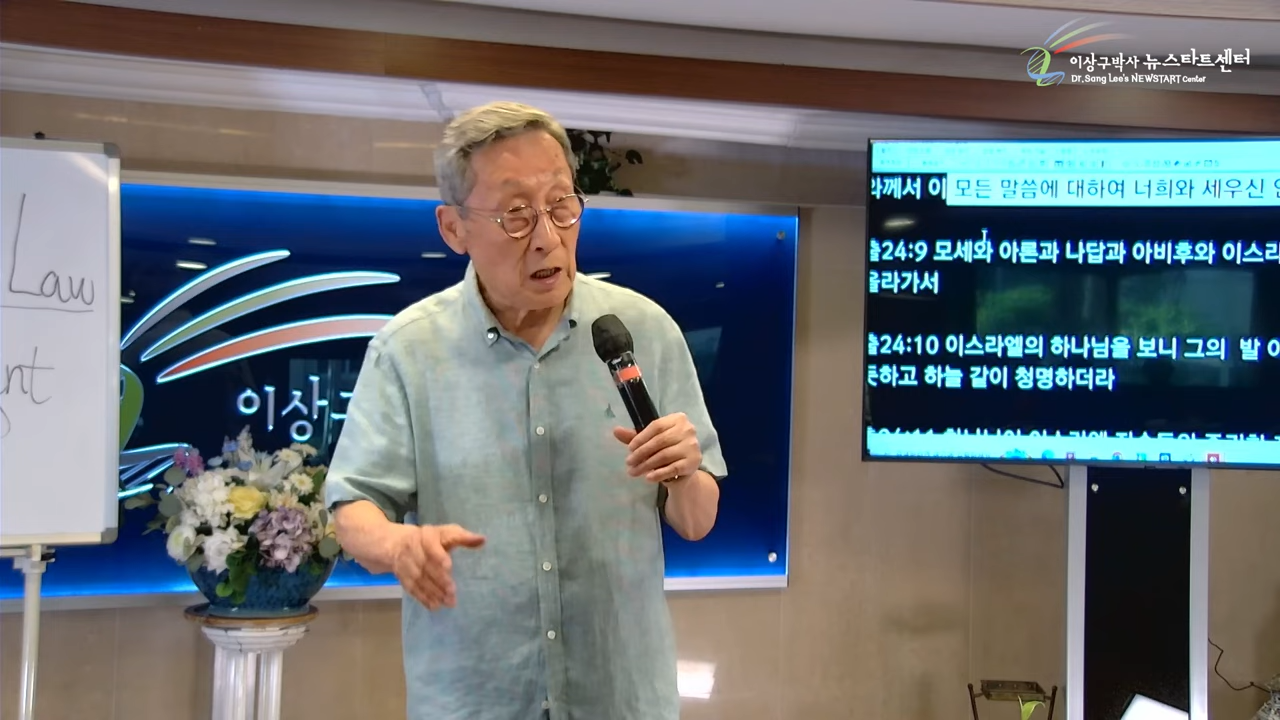 이상구박사 뉴스타트센터
Dr. Sang Lee's NEWSTART Center
Law
이상구
라께서 이 모든 말씀에 대하여 너희와 세우신
출24:9 모세와 아론과 나답과 아비후와 이스라
올라가서
출24:10 이스라엘의 하나님을 보니 그의 발
듯하고 하늘 같이 청명하더라